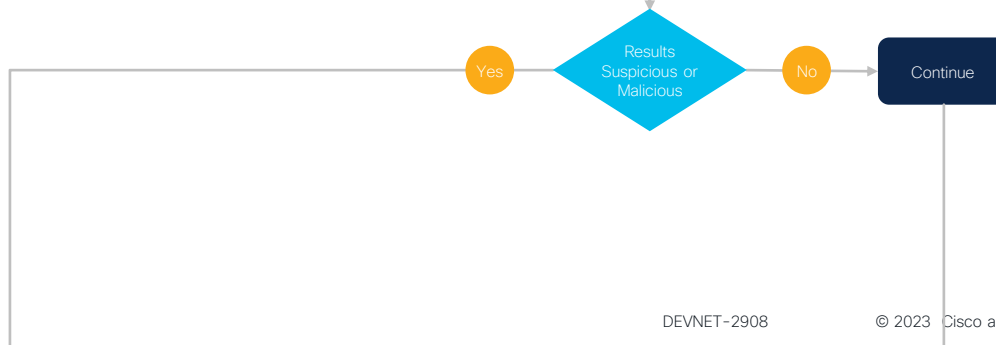 Results
Suspicious or
Malicious
Yes
No
Continue
DEVNET-2908
© 2023 Cisco a